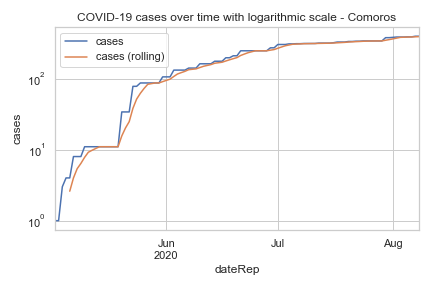 COVID-19 cases over time with logarithmic scale - Comoros
cases
cases (rolling)
10²
10¹
10⁰
cases
Jun
2020
Jul
Aug
dateRep